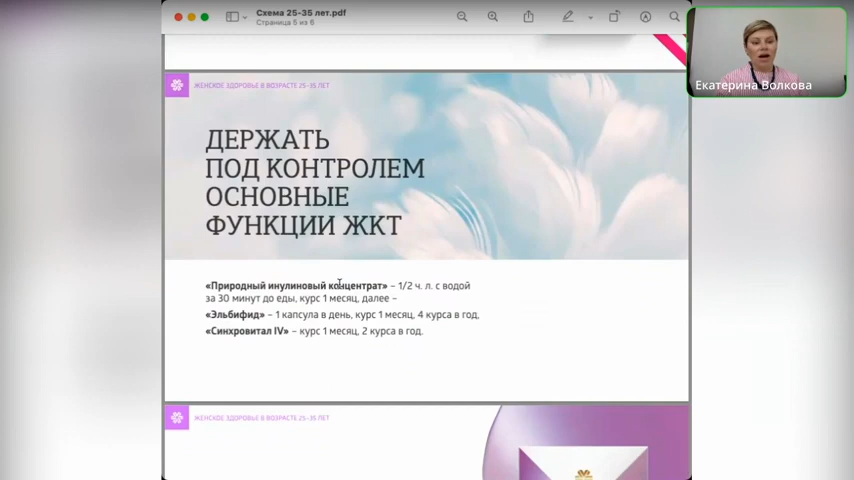 Схема 25-35 лет.pdf
Страница 5 из 6
Екатерина Волкова
ЖЕНСКОЕ ЗДОРОВЬЕ В ВОЗРАСТЕ 25–35 ЛЕТ
ДЕРЖАТЬ
ПОД КОНТРОЛЕМ
ОСНОВНЫЕ
ФУНКЦИИ ЖКТ
«Природный инулиновый концентрат» – 1/2 ч. л. с водой
за 30 минут до еды, курс 1 месяц, далее –
«Эльбифид» – 1 капсула в день, курс 1 месяц, 4 курса в год,
«Синхровитал IV» – курс 1 месяц, 2 курса в год.
ЖЕНСКОЕ ЗДОРОВЬЕ В ВОЗРАСТЕ 25–35 ЛЕТ